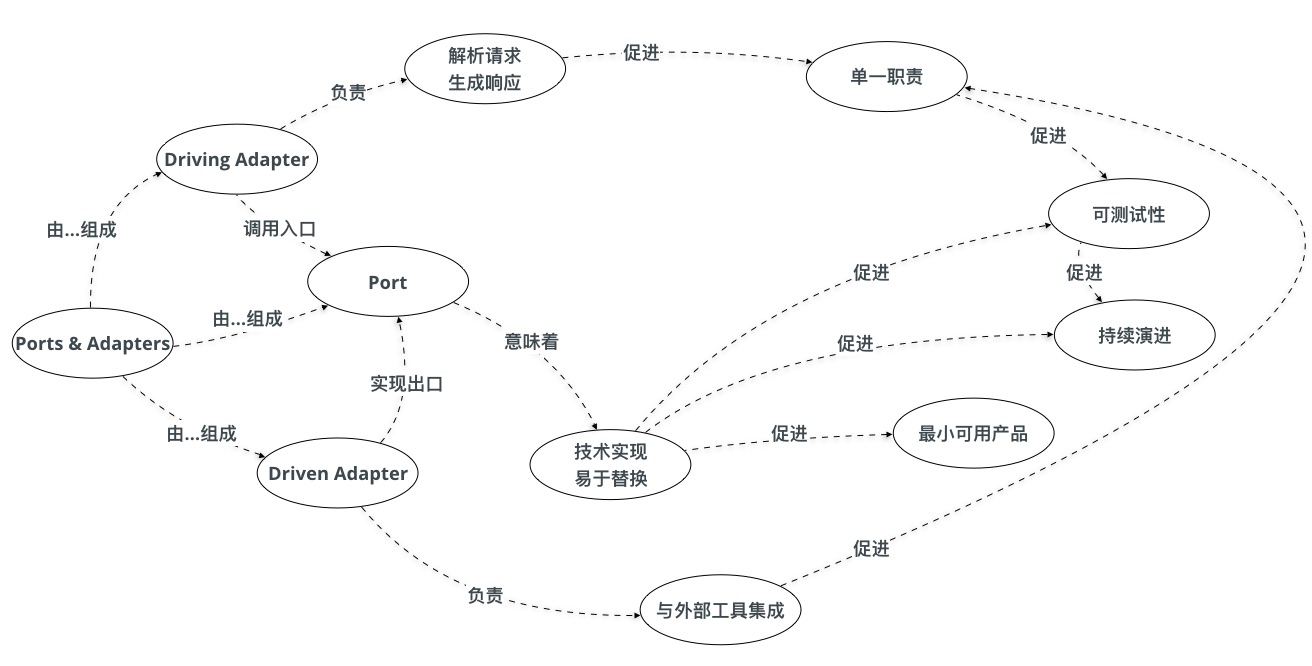 解析请求
生成响应
促进
单一职责
负责
促进
Driving Adapter
可测试性
由...组成
调用入口
促进
促进
Port
由...组成
意味着
持续演进
Ports & Adapters
促进
实现出口
由...组成
促进
最小可用产品
技术实现
易于替换
Driven Adapter
促进
负责
与外部工具集成